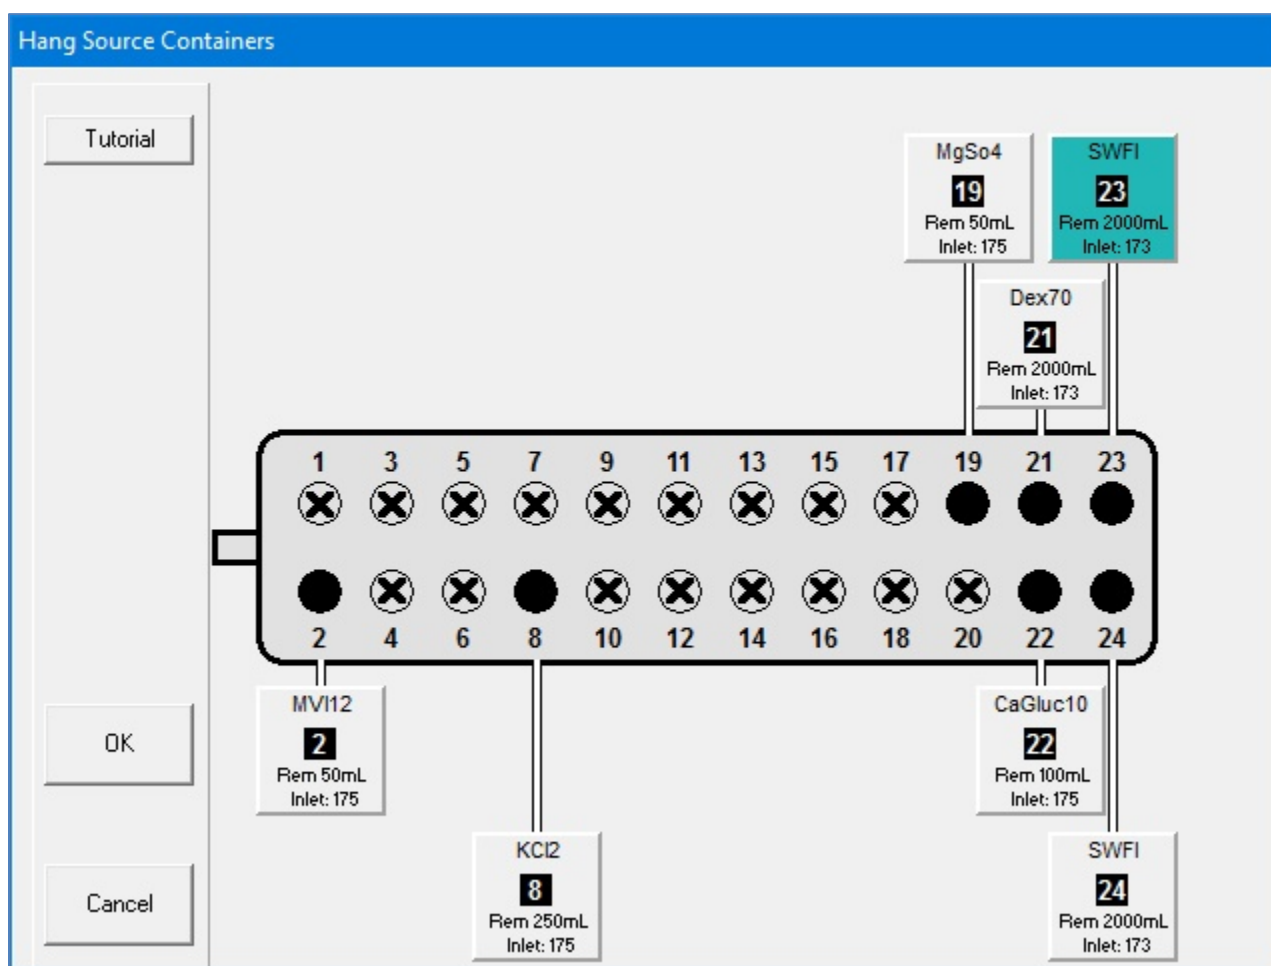 Hang Source Containers
Tutorial
MgSo4
19
Rem 50mL
Inlet: 175
SWFI
23
Rem 2000mL
Inlet: 173
Dex70
21
Rem 2000mL
Inlet: 173
1 3 5 7 9 11 13 15 17 19 21 23
2 4 6 8 10 12 14 16 18 20 22 24
MVI12
2
Rem 50mL
Inlet: 175
CaGluc10
22
Rem 100mL
Inlet: 175
OK
KCl2
8
Rem 250mL
Inlet: 175
SWFI
24
Rem 2000mL
Inlet: 173
Cancel